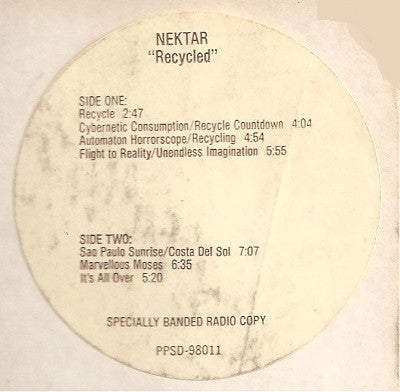 NEKTAR
"Recycled"
SIDE ONE:
Recycle 2:47
Cybernetic Consumption/Recycle Countdown 4:04
Automaton Horrorscope/Recycling 4:54
Flight to Reality/Unendless Imagination 5:55
SIDE TWO:
Sao Paulo Sunrise/Costa Del Sol 7:07
Marvellous Moses 6:35
It's All Over 5:20
SPECIALLY BANDED RADIO COPY
PPSD-98011